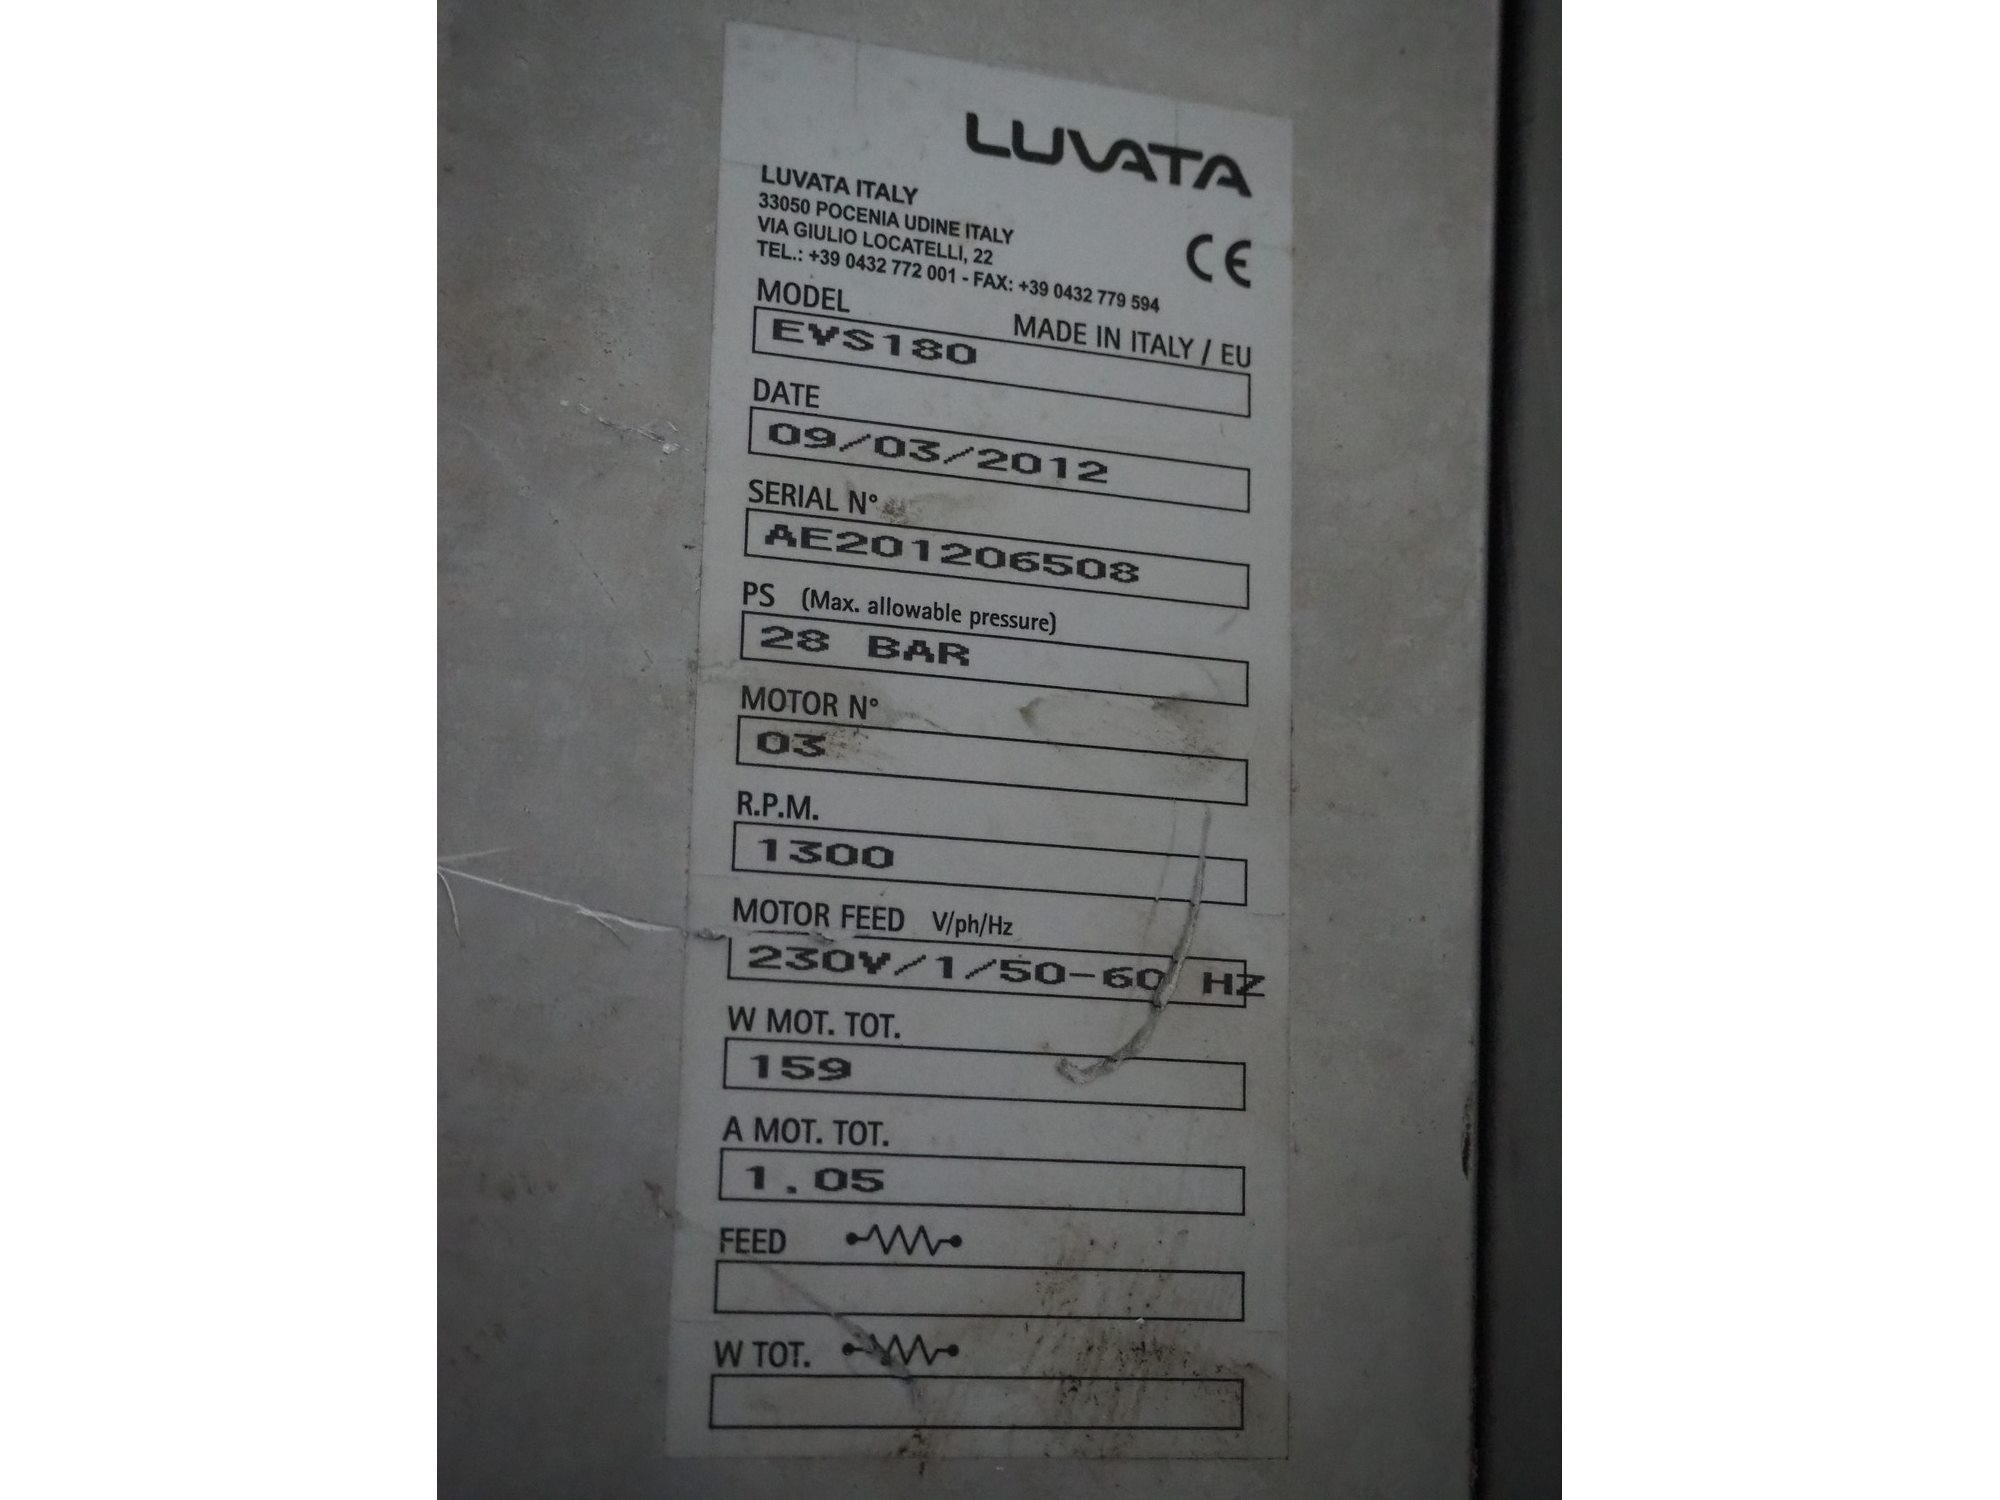 LUVATA
LUVATA ITALY
33050 POCENIA UDINE ITALY
VIA GIULIO LOCATELLI, 22
TEL.: +39 0432 772 001 - FAX: +39 0432 779 594
CE
MODEL
MADE IN ITALY / EU
EVS180
DATE
09/03/2012
SERIAL N°
AE201206508
PS (Max. allowable pressure)
28 BAR
MOTOR N°
03
R.P.M.
1300
MOTOR FEED V/ph/Hz
230V/1/50-60 HZ
W MOT. TOT.
159
A MOT. TOT.
1.05
FEED
W TOT.